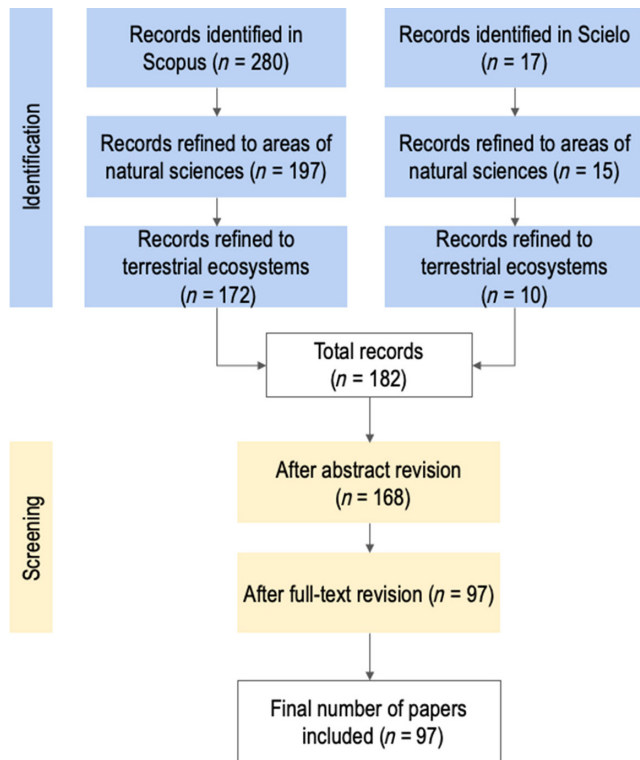 Identification
Records identified in
Scopus (n = 280)
Records identified in Scielo
(n = 17)
Records refined to areas of
natural sciences (n = 197)
Records refined to areas of
natural sciences (n = 15)
Records refined to
terrestrial ecosystems
(n = 172)
Records refined to
terrestrial ecosystems
(n = 10)
Total records
(n = 182)
Screening
After abstract revision
(n = 168)
After full-text revision (n = 97)
Final number of papers
included (n = 97)